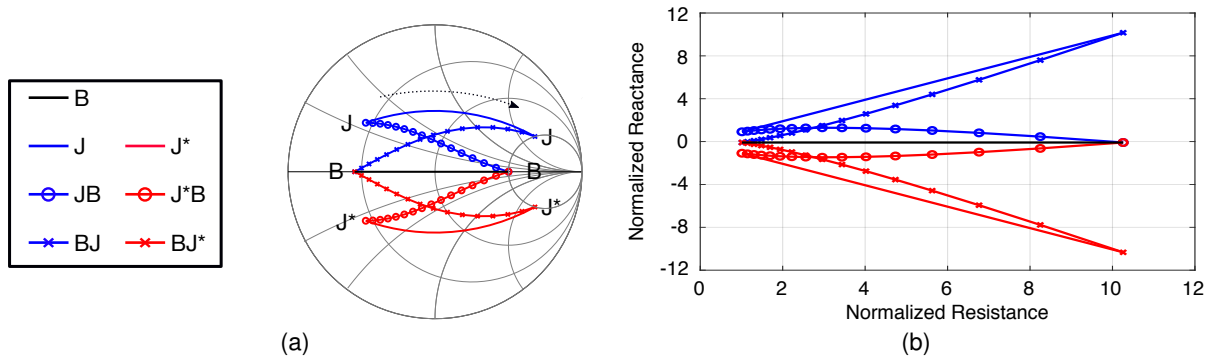 B
J J*
JB J*B
BJ BJ*
J J
B B
J* J*
(a)
Normalized Reactance
12
8
4
0
-4
-8
-12
0 2 4 6 8 10 12
Normalized Resistance
(b)